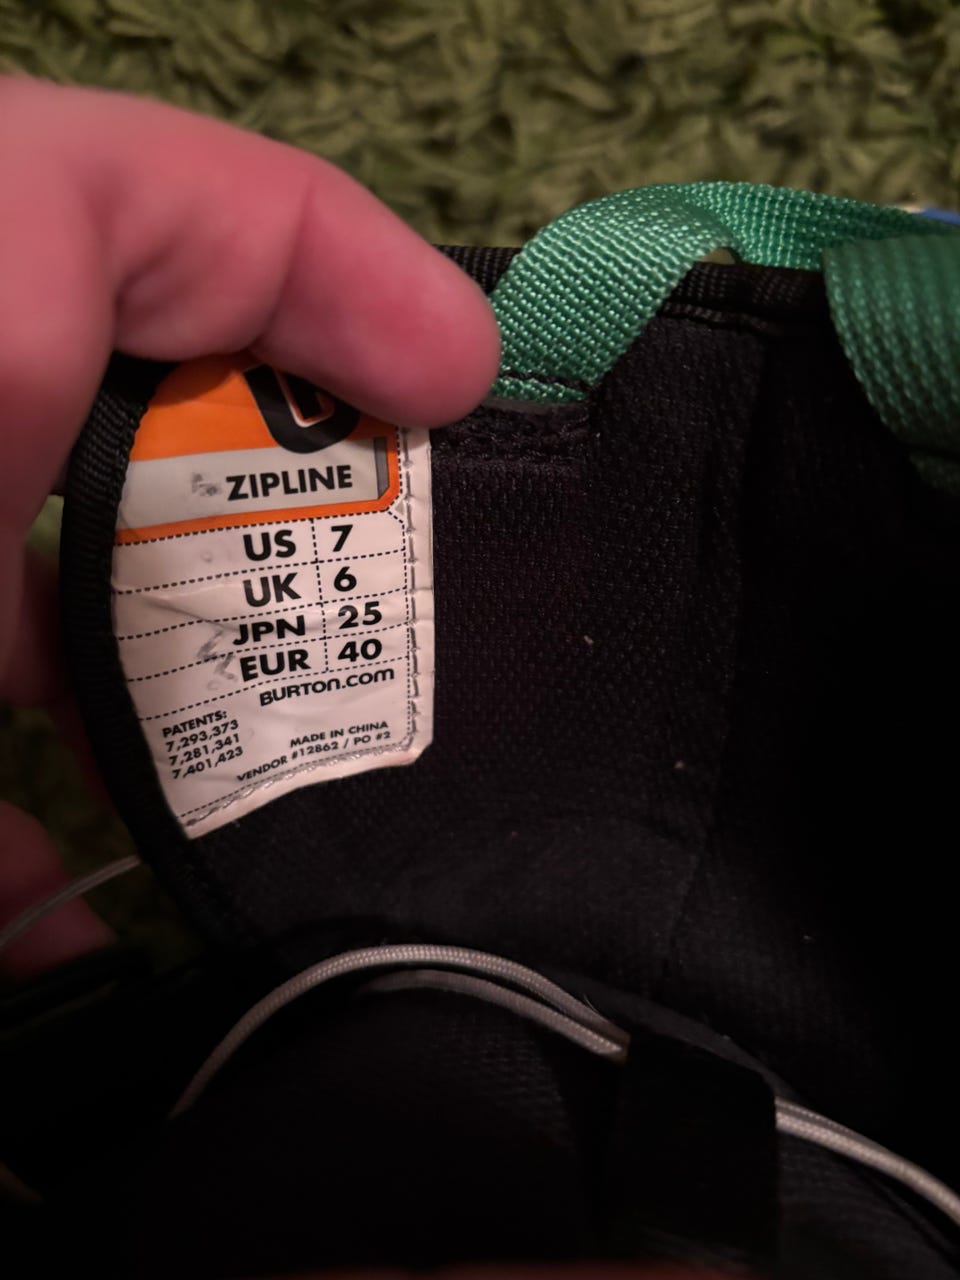 ZIPLINE
US 7
UK 6
JPN 25
EUR 40
BURTON.COM
PATENTS:
7,293,373
7,281,341
7,401,423
MADE IN CHINA
VENDOR #12862 / PO #2